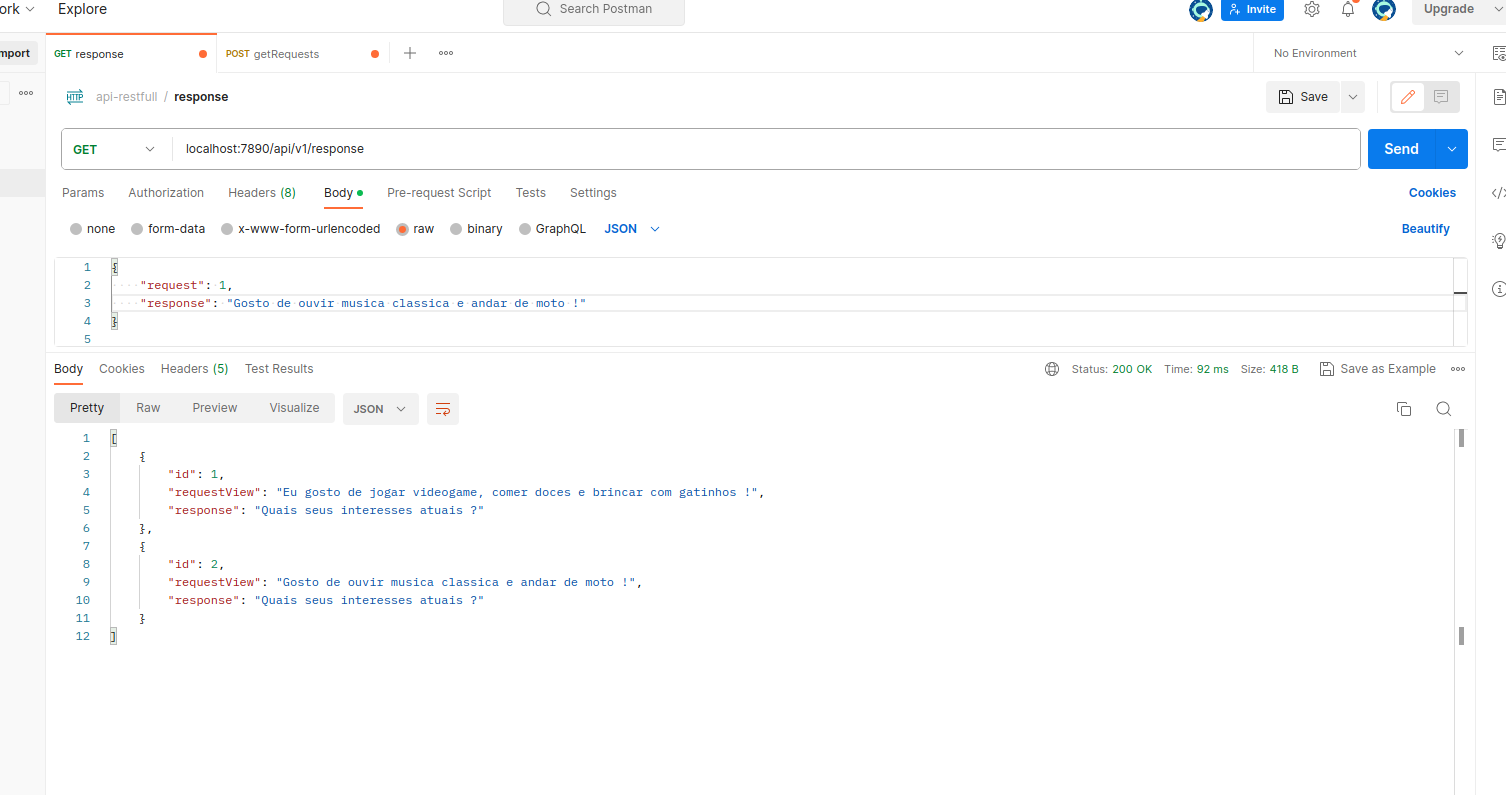 ork Explore Search Postman Invite Upgrade
mport GET response POST getRequests No Environment
HTTP api-restfull / response Save
GET localhost:7890/api/v1/response Send
Params Authorization Headers (8) Body Pre-request Script Tests Settings Cookies
none form-data x-www-form-urlencoded raw binary GraphQL JSON Beautify
1 {
2 "request": 1,
3 "response": "Gosto de ouvir musica classica e andar de moto !"
4 }
5
Body Cookies Headers (5) Test Results Status: 200 OK Time: 92 ms Size: 418 B Save as Example
Pretty Raw Preview Visualize JSON
1 [
2 {
3 "id": 1,
4 "requestView": "Eu gosto de jogar videogame, comer doces e brincar com gatinhos !",
5 "response": "Quais seus interesses atuais ?"
6 },
7 {
8 "id": 2,
9 "requestView": "Gosto de ouvir musica classica e andar de moto !",
10 "response": "Quais seus interesses atuais ?"
11 }
12 ]